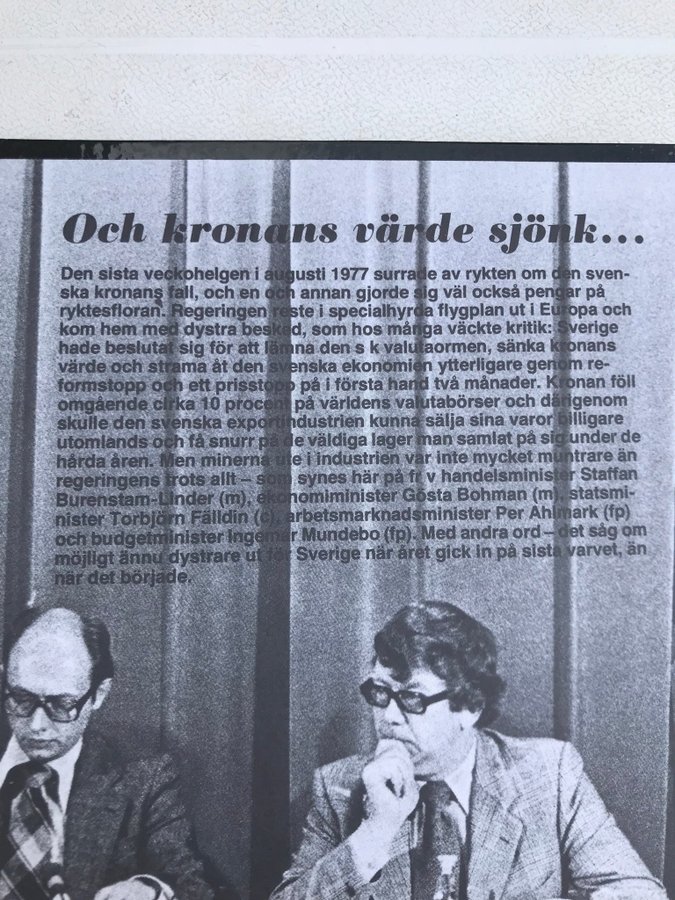 Och kronans värde sjönk...
Den sista veckohelgen i augusti 1977 surrade av rykten om den sven-
ska kronans fall, och en och annan gjorde sig väl också pengar på
ryktesfloran. Regeringen reste i specialhyrda flygplan ut i Europa och
kom hem med dystra besked, som hos många väckte kritik: Sverige
hade beslutat sig för att lämna den s k valutaormen, sänka kronans
värde och strama åt den svenska ekonomien ytterligare genom re-
formstopp och ett prisstopp på i första hand två månader. Kronan föll
omgående cirka 10 procent på världens valutabörser och därigenom
skulle den svenska exportindustrien kunna sälja sina varor billigare
utomlands och få snurr på de väldiga lager man samlat på sig under de
hårda åren. Men minerna ute i industrien var inte mycket muntrare än
regeringens trots allt – som synes här på fr v handelsminister Staffan
Burenstam-Linder (m), ekonomiminister Gösta Bohman (m), statsmi-
nister Torbjörn Fälldin (c), arbetsmarknadsminister Per Ahlmark (fp)
och budgetminister Ingemar Mundebo (fp). Med andra ord – det såg om
möjligt ännu dystrare ut för Sverige när året gick in på sista varvet, än
när det började.